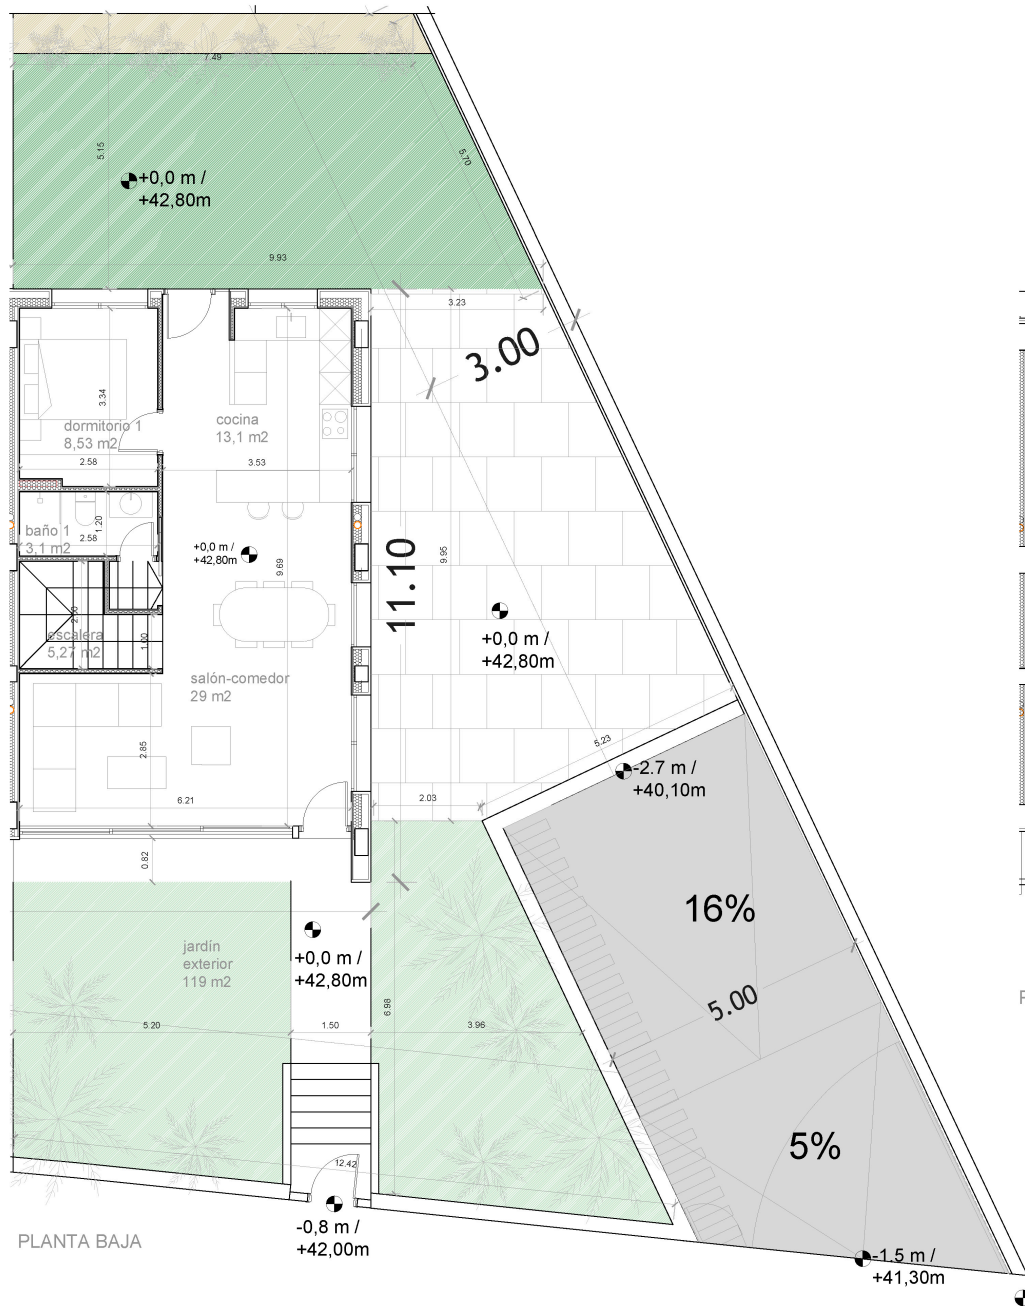 7.49
5.15
5.70
+0,0 m /
+42,80m
9.93
3.23
3.00
3.34
dormitorio 1
8,53 m2
2.58
cocina
13,1 m2
3.53
baño 1
3,1 m2
1.20
2.58
+0,0 m /
+42,80m
9.69
11.10
9.95
+0,0 m /
+42,80m
escalera
5,27 m2
1.00
salón-comedor
29 m2
2.85
6.21
5.23
-2.7 m /
+40,10m
2.03
0.82
16%
jardín
exterior
119 m2
+0,0 m /
+42,80m
6.98
5.00
5.20
1.50
3.96
5%
12.42
-0,8 m /
+42,00m
PLANTA BAJA
-1.5 m /
+41,30m